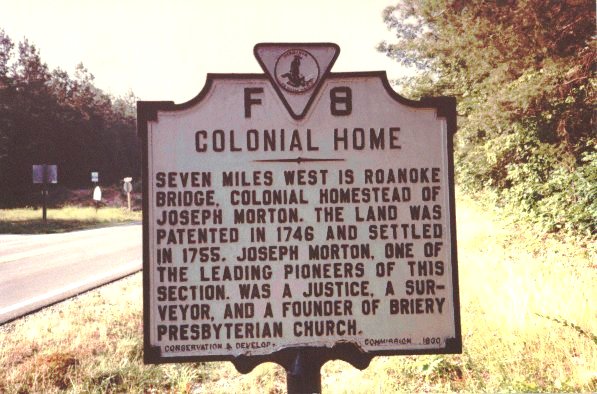 F 8
COLONIAL HOME
SEVEN MILES WEST IS ROANOKE
BRIDGE, COLONIAL HOMESTEAD OF
JOSEPH MORTON. THE LAND WAS
PATENTED IN 1746 AND SETTLED
IN 1755. JOSEPH MORTON, ONE OF
THE LEADING PIONEERS OF THIS
SECTION. WAS A JUSTICE, A SUR-
VEYOR, AND A FOUNDER OF BRIERY
PRESBYTERIAN CHURCH.
CONSERVATION & DEVELOP- COMMISSION